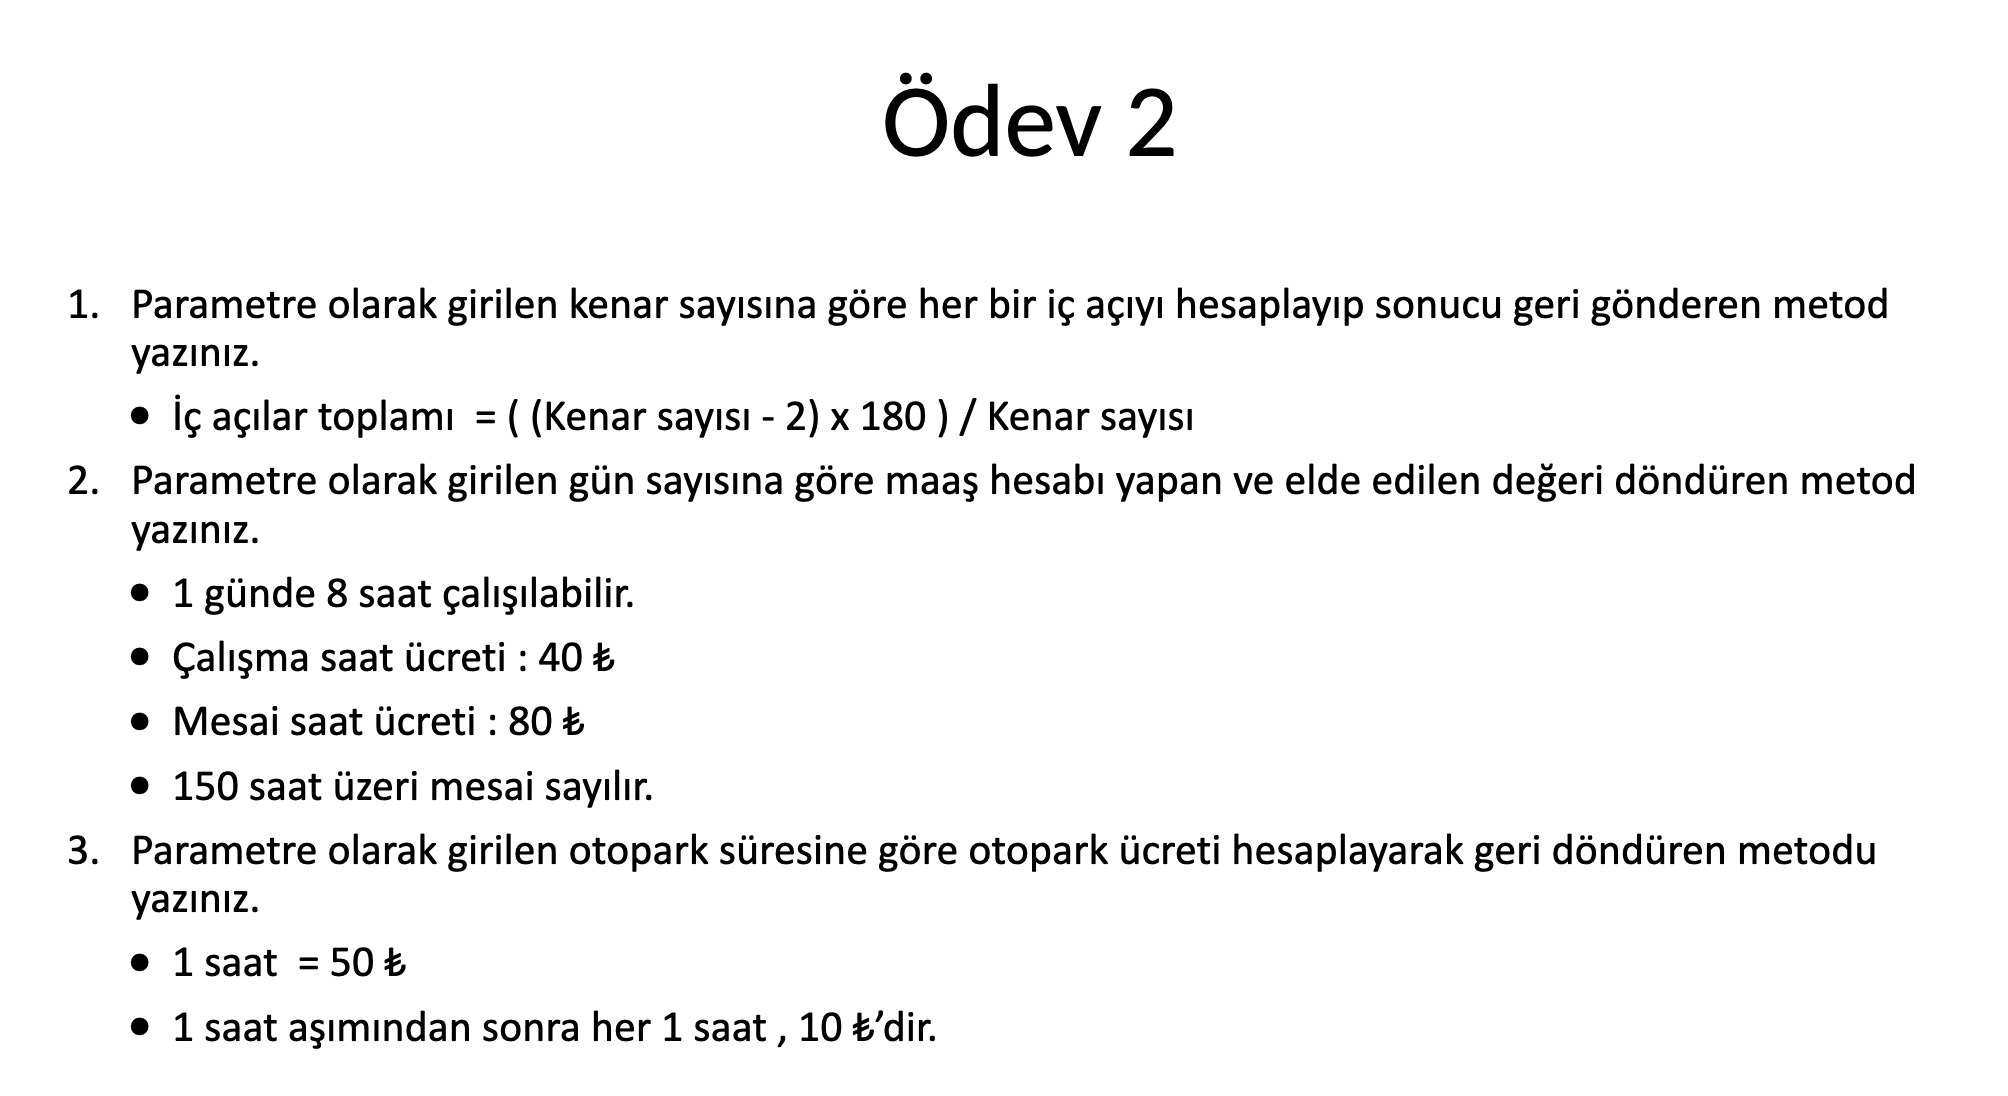 Ödev 2
1. Parametre olarak girilen kenar sayısına göre her bir iç açıyı hesaplayıp sonucu geri gönderen metod
yazınız.
• İç açılar toplamı  = ( (Kenar sayısı - 2) x 180 ) / Kenar sayısı
2. Parametre olarak girilen gün sayısına göre maaş hesabı yapan ve elde edilen değeri döndüren metod
yazınız.
• 1 günde 8 saat çalışılabilir.
• Çalışma saat ücreti : 40 ₺
• Mesai saat ücreti : 80 ₺
• 150 saat üzeri mesai sayılır.
3. Parametre olarak girilen otopark süresine göre otopark ücreti hesaplayarak geri döndüren metodu
yazınız.
• 1 saat  = 50 ₺
• 1 saat aşımından sonra her 1 saat , 10 ₺’dir.